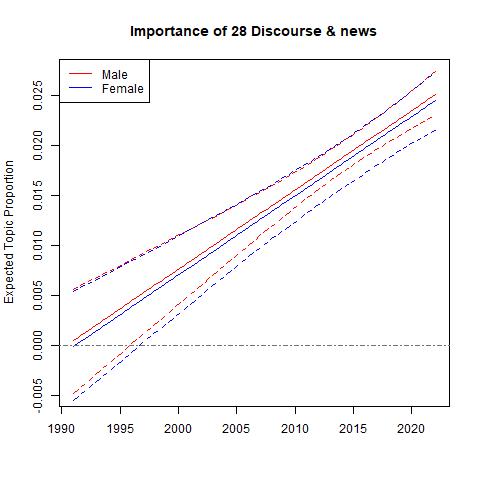 Importance of 28 Discourse & news
Male
Female
Expected Topic Proportion
0.025
0.020
0.015
0.010
0.005
0.000
-0.005
1990 1995 2000 2005 2010 2015 2020